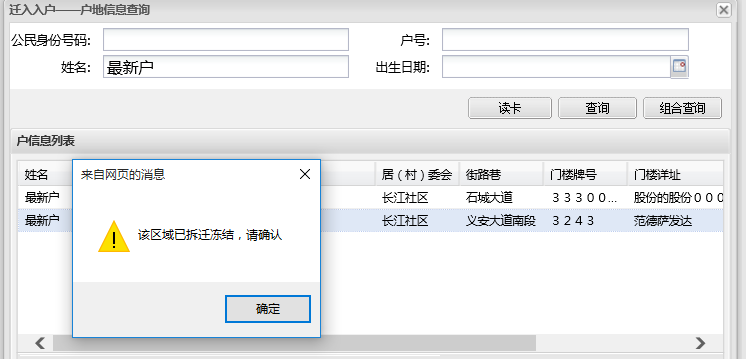 迁入入户——户地信息查询
公民身份号码: 户号:
姓名: 最新户 出生日期:
读卡 查询 组合查询
户信息列表
姓名 居（村）委会 街路巷 门楼牌号 门楼详址
最新户 长江社区 石城大道 ３３３００... 股份的股份０００
最新户 长江社区 义安大道南段 ３２４３ 范德萨发达
来自网页的消息
该区域已拆迁冻结，请确认
确定